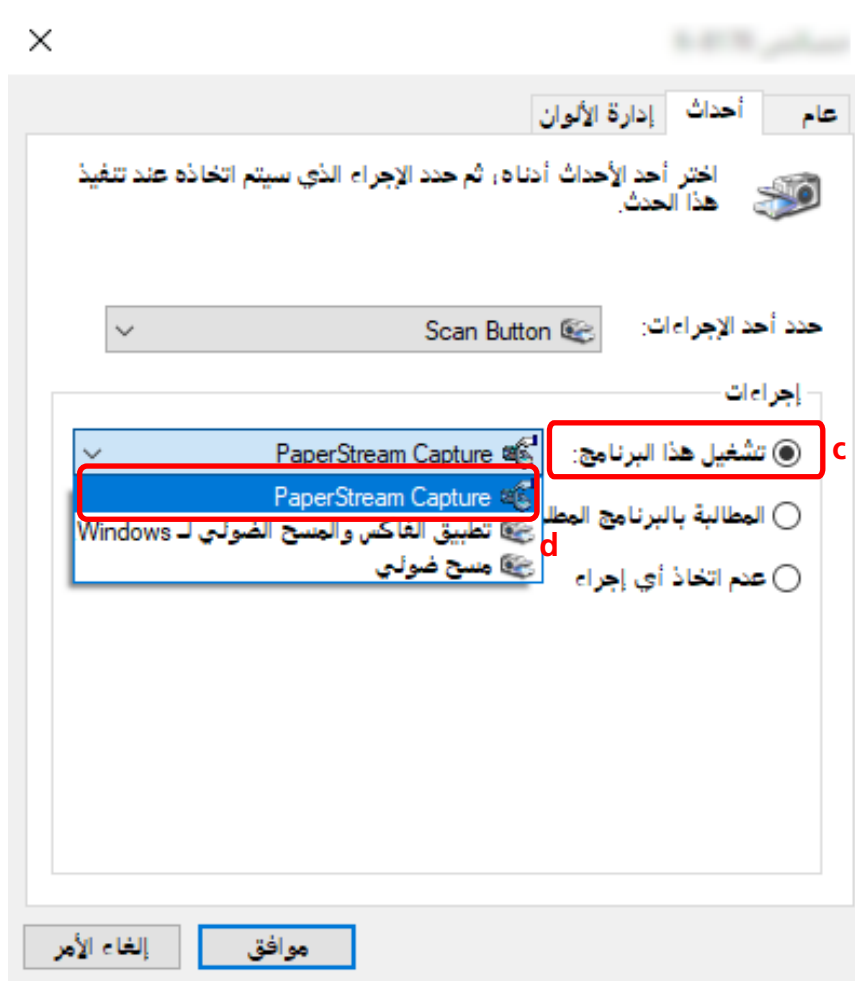 عام
أحداث
إدارة الألوان
اختر أحد الأحداث أدناه، ثم حدد الإجراء الذي سيتم اتخاذه عند تنفيذ
هذا الحدث.
حدد أحد الإجراءات:
Scan Button
إجراءات
تشغيل هذا البرنامج:
c
PaperStream Capture
PaperStream Capture
d
تطبيق الفاكس والمسح الضوئي لـ Windows
مسح ضوئي
المطالبة بالبرنامج
عدم اتخاذ أي إجراء
موافق
إلغاء الأمر